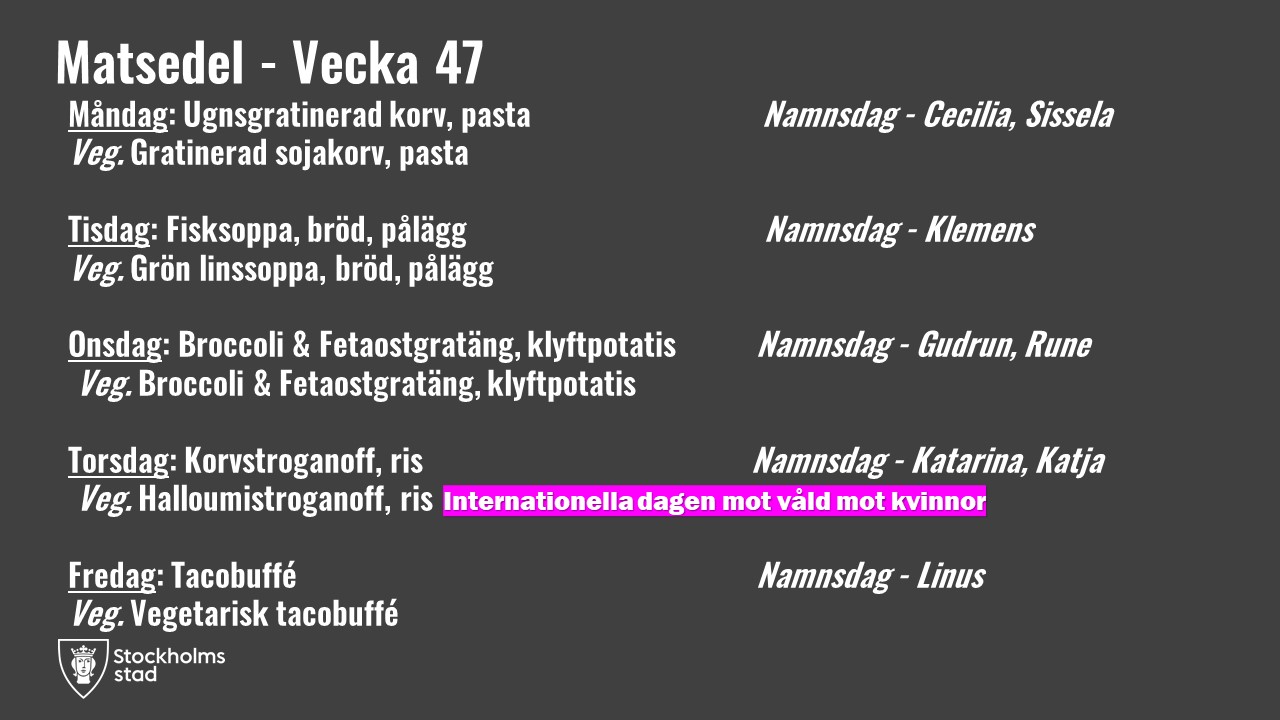 Matsedel - Vecka 47
Måndag: Ugnsgratinerad korv, pasta Namnsdag - Cecilia, Sissela
Veg. Gratinerad sojakorv, pasta
Tisdag: Fisksoppa, bröd, pålägg Namnsdag - Klemens
Veg. Grön linssoppa, bröd, pålägg
Onsdag: Broccoli & Fetaostgratäng, klyftpotatis Namnsdag - Gudrun, Rune
Veg. Broccoli & Fetaostgratäng, klyftpotatis
Torsdag: Korvstroganoff, ris Namnsdag - Katarina, Katja
Veg. Halloumistroganoff, ris Internationella dagen mot våld mot kvinnor
Fredag: Tacobuffé Namnsdag - Linus
Veg. Vegetarisk tacobuffé
Stockholms
stad